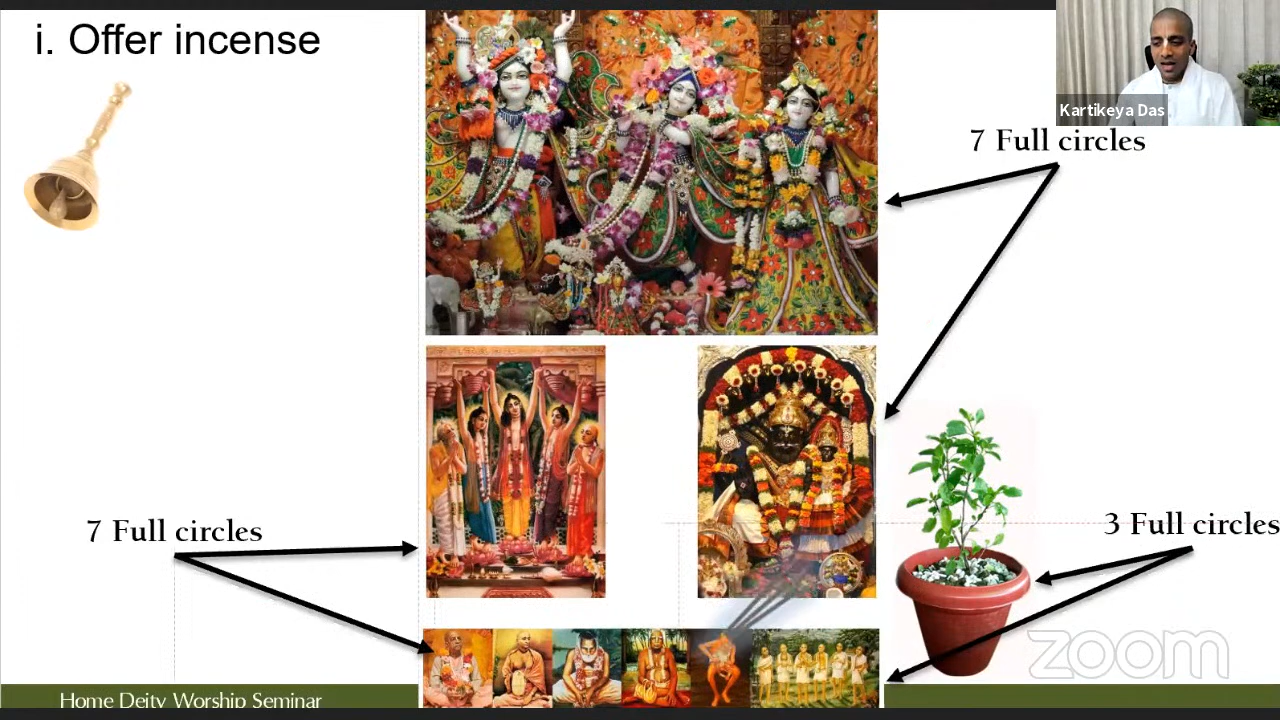 i. Offer incense
Kartikeya Das
7 Full circles
7 Full circles
3 Full circles
zoom
Home Deity Worship Seminar